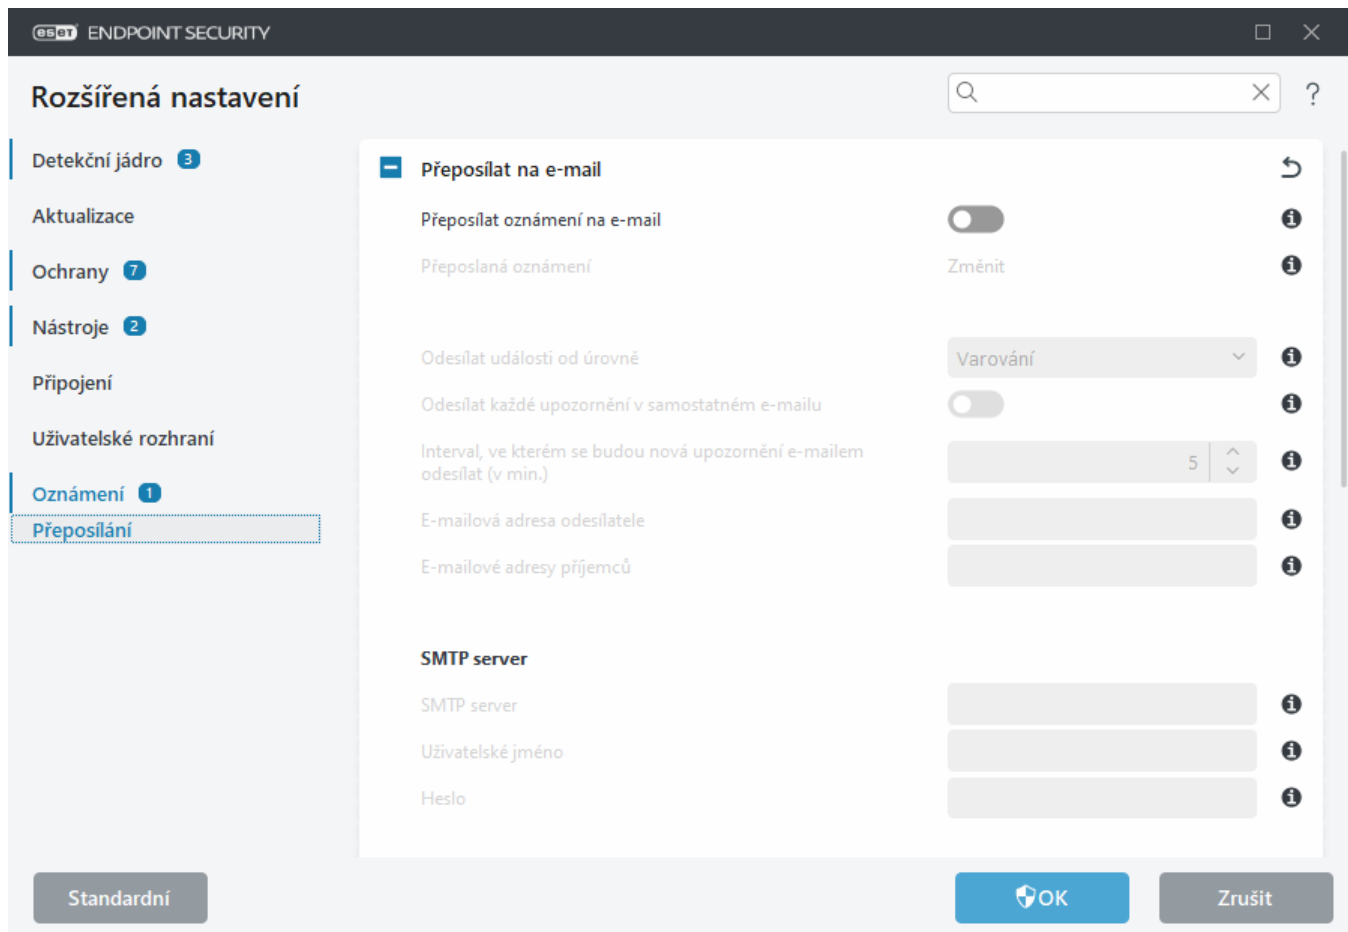 eset ENDPOINT SECURITY
Rozšířená nastavení
?
Detekční jádro 3
Aktualizace
Ochrany 7
Nástroje 2
Připojení
Uživatelské rozhraní
Oznámení 1
Přeposílání
Přeposílat na e-mail
Přeposílat oznámení na e-mail
Přeposlaná oznámení Změnit
Odesílat události od úrovně Varování
Odesílat každé upozornění v samostatném e-mailu
Interval, ve kterém se budou nová upozornění e-mailem
odesílat (v min.) 5
E-mailová adresa odesílatele
E-mailové adresy příjemců
SMTP server
SMTP server
Uživatelské jméno
Heslo
Standardní
OK
Zrušit